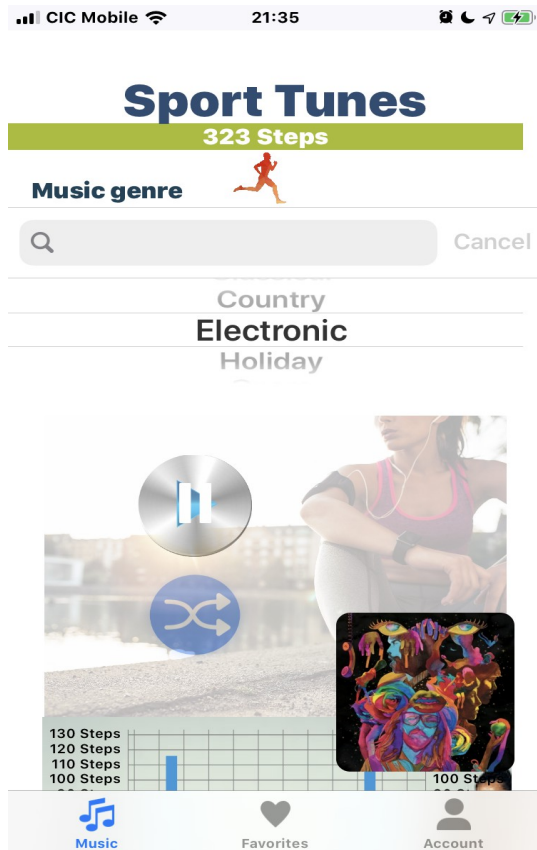 CIC Mobile 21:35
Sport Tunes
323 Steps
Music genre
Cancel
Country
Electronic
Holiday
130 Steps
120 Steps
110 Steps
100 Steps 100 Steps
Music Favorites Account